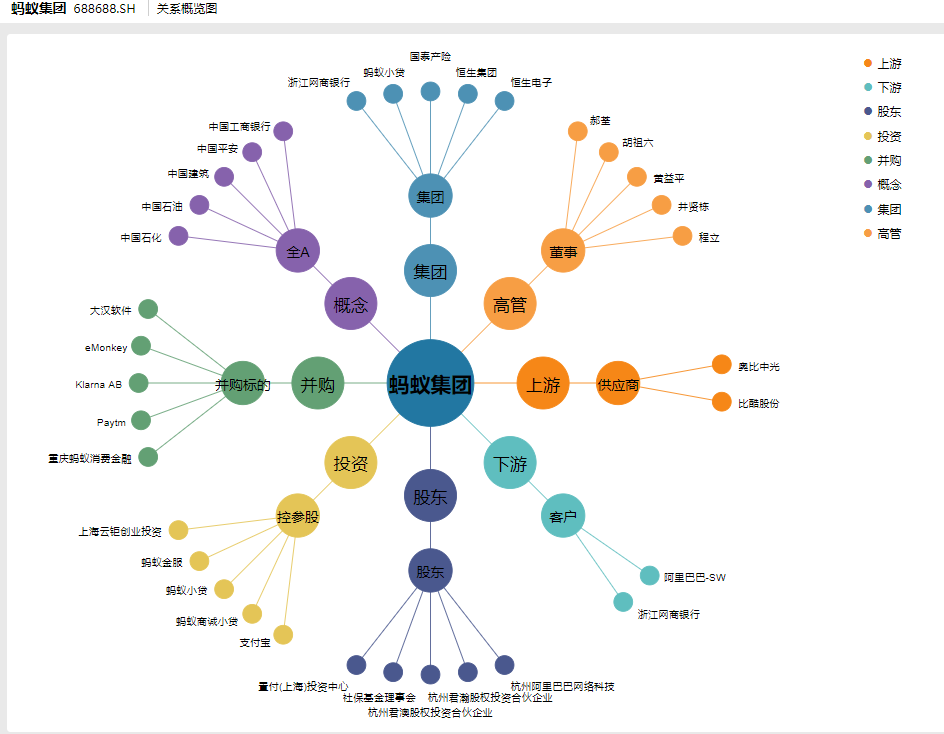 蚂蚁集团 688688.SH 关系概览图
国泰产险
蚂蚁小贷
恒生集团
浙江网商银行
恒生电子
集团
集团
中国工商银行
中国平安
中国建筑
中国石油
中国石化
全A
概念
郝荃
胡祖六
黄益平
井贤栋
程立
董事
高管
上游
下游
股东
投资
并购
概念
集团
高管
大汉软件
eMonkey
Klarna AB
Paytm
重庆蚂蚁消费金融
并购标的
并购
蚂蚁集团
上游
供应商
奥比中光
比酷股份
投资
控参股
上海云钜创业投资
蚂蚁金服
蚂蚁小贷
蚂蚁商诚小贷
支付宝
下游
客户
阿里巴巴-SW
浙江网商银行
股东
股东
置付(上海)投资中心
社保基金理事会
杭州君澳股权投资合伙企业
杭州君瀚股权投资合伙企业
杭州阿里巴巴网络科技